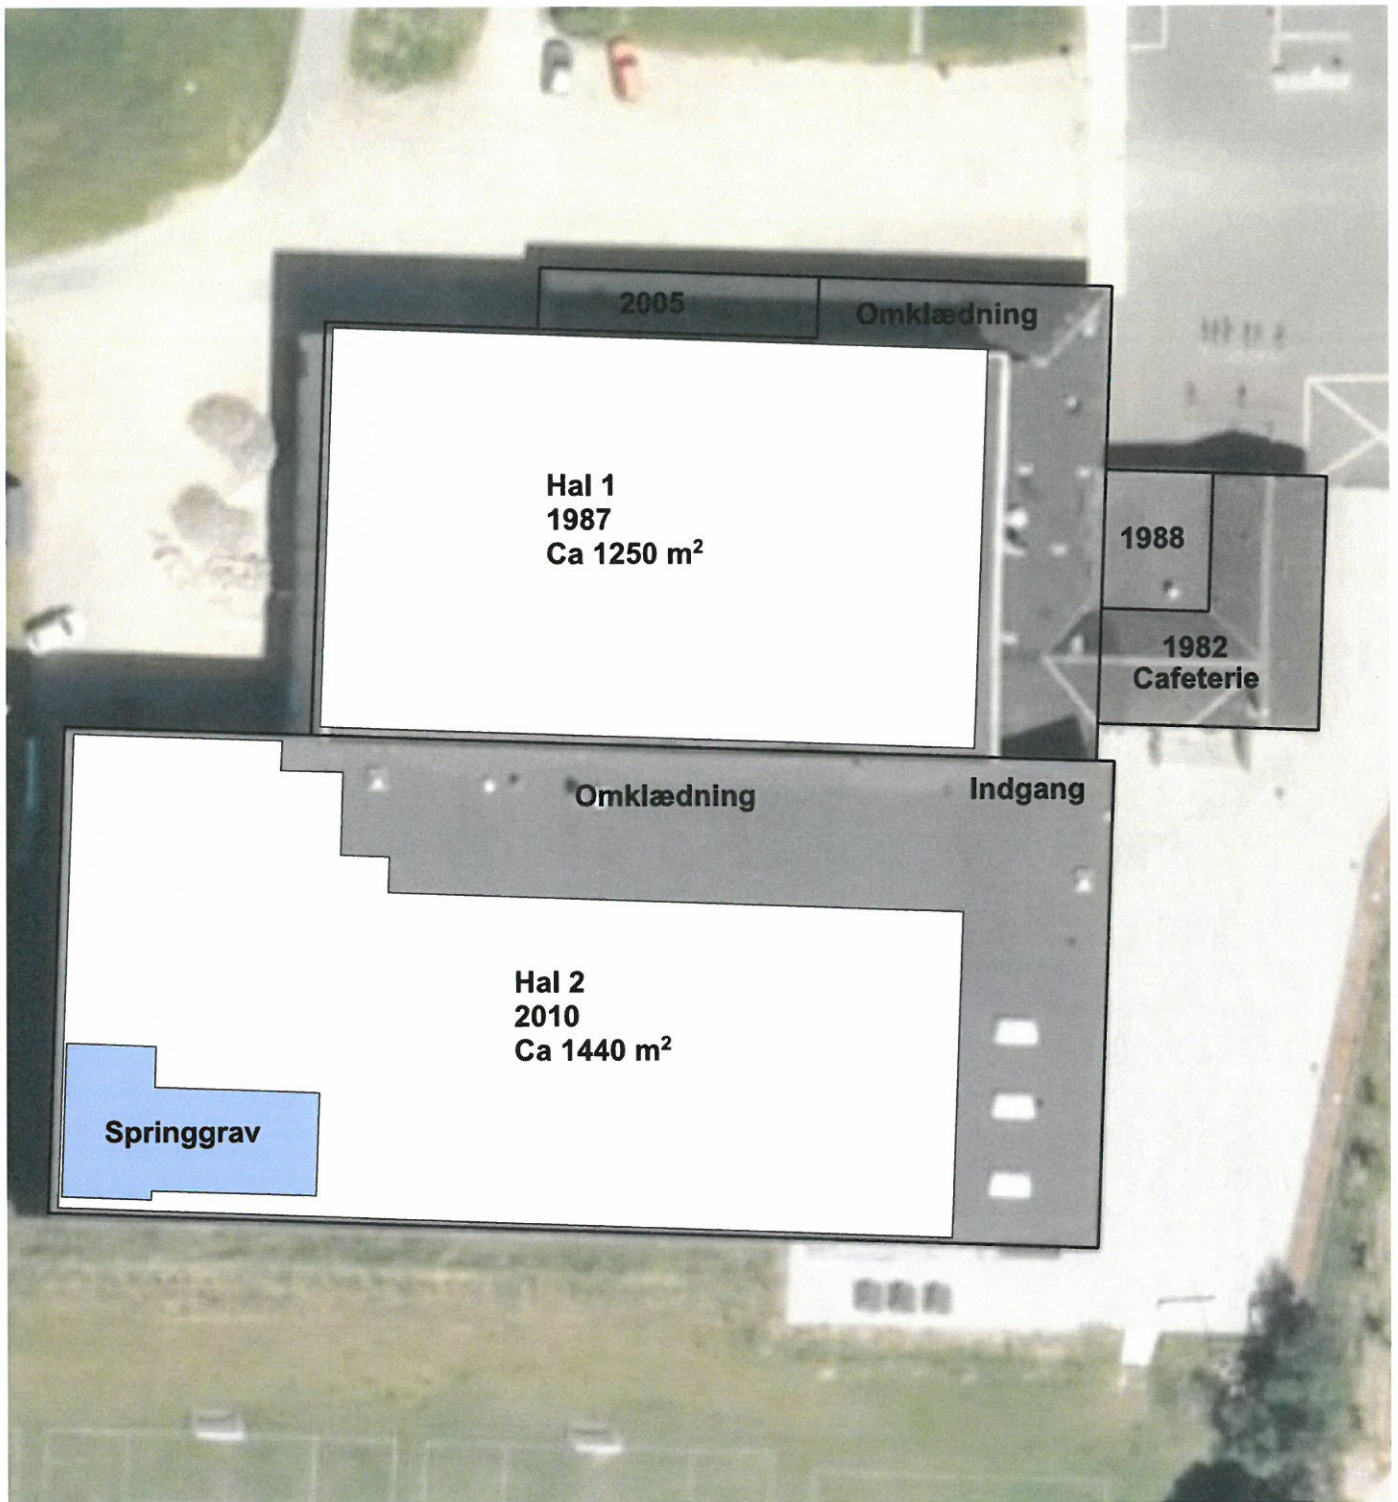 2005
Omklædning
Hal 1
1987
Ca 1250 m²
1988
1982
Cafeterie
Omklædning
Indgang
Hal 2
2010
Ca 1440 m²
Springgrav